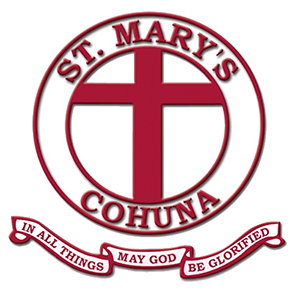 ST. MARY'S
COHUNA
IN ALL THINGS MAY GOD BE GLORIFIED